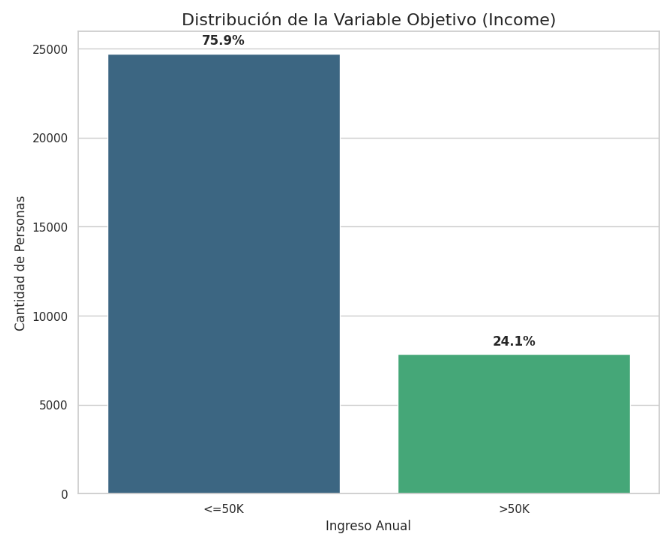 Distribución de la Variable Objetivo (Income)
75.9%
24.1%
25000
20000
15000
10000
5000
0
Cantidad de Personas
<=50K
>50K
Ingreso Anual